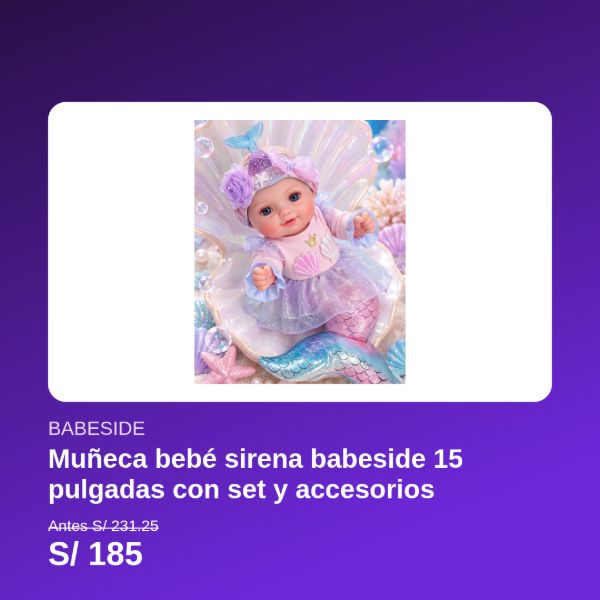 BABESIDE
Muñeca bebé sirena babeside 15
pulgadas con set y accesorios
Antes S/ 231.25
S/ 185